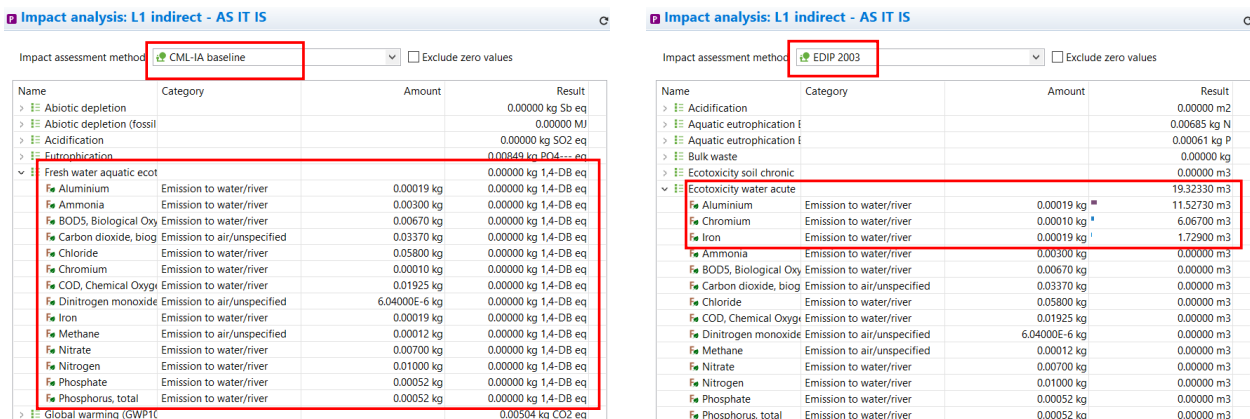 Impact analysis: L1 indirect - AS IT IS
Impact assessment method CML-IA baseline Exclude zero values
Name Category Amount Result
Abiotic depletion 0.00000 kg Sb eq
Abiotic depletion (fossil 0.00000 MJ
Acidification 0.00000 kg SO2 eq
Eutrophication 0.00849 kg PO4--- eq
Fresh water aquatic ecot 0.00000 kg 1,4-DB eq
Aluminium Emission to water/river 0.00019 kg 0.00000 kg 1,4-DB eq
Ammonia Emission to water/river 0.00300 kg 0.00000 kg 1,4-DB eq
BOD5, Biological Oxy Emission to water/river 0.00670 kg 0.00000 kg 1,4-DB eq
Carbon dioxide, biog Emission to air/unspecified 0.03370 kg 0.00000 kg 1,4-DB eq
Chloride Emission to water/river 0.05800 kg 0.00000 kg 1,4-DB eq
Chromium Emission to water/river 0.00010 kg 0.00000 kg 1,4-DB eq
COD, Chemical Oxyge Emission to water/river 0.01925 kg 0.00000 kg 1,4-DB eq
Dinitrogen monoxide Emission to air/unspecified 6.04000E-6 kg 0.00000 kg 1,4-DB eq
Iron Emission to water/river 0.00019 kg 0.00000 kg 1,4-DB eq
Methane Emission to air/unspecified 0.00012 kg 0.00000 kg 1,4-DB eq
Nitrate Emission to water/river 0.00700 kg 0.00000 kg 1,4-DB eq
Nitrogen Emission to water/river 0.01000 kg 0.00000 kg 1,4-DB eq
Phosphate Emission to water/river 0.00052 kg 0.00000 kg 1,4-DB eq
Phosphorus, total Emission to water/river 0.00052 kg 0.00000 kg 1,4-DB eq
Global warming (GWP10 0.00504 kg CO2 eq
Impact analysis: L1 indirect - AS IT IS
Impact assessment method EDIP 2003 Exclude zero values
Name Category Amount Result
Acidification 0.00000 m2
Aquatic eutrophication E 0.00685 kg N
Aquatic eutrophication E 0.00061 kg P
Bulk waste 0.00000 kg
Ecotoxicity soil chronic 0.00000 m3
Ecotoxicity water acute 19.32330 m3
Aluminium Emission to water/river 0.00019 kg 11.52730 m3
Chromium Emission to water/river 0.00010 kg 6.06700 m3
Iron Emission to water/river 0.00019 kg 1.72900 m3
Ammonia Emission to water/river 0.00300 kg 0.00000 m3
BOD5, Biological Oxy Emission to water/river 0.00670 kg 0.00000 m3
Carbon dioxide, biog Emission to air/unspecified 0.03370 kg 0.00000 m3
Chloride Emission to water/river 0.05800 kg 0.00000 m3
COD, Chemical Oxyge Emission to water/river 0.01925 kg 0.00000 m3
Dinitrogen monoxide Emission to air/unspecified 6.04000E-6 kg 0.00000 m3
Methane Emission to air/unspecified 0.00012 kg 0.00000 m3
Nitrate Emission to water/river 0.00700 kg 0.00000 m3
Nitrogen Emission to water/river 0.01000 kg 0.00000 m3
Phosphate Emission to water/river 0.00052 kg 0.00000 m3
Phosphorus, total Emission to water/river 0.00052 kg 0.00000 m3